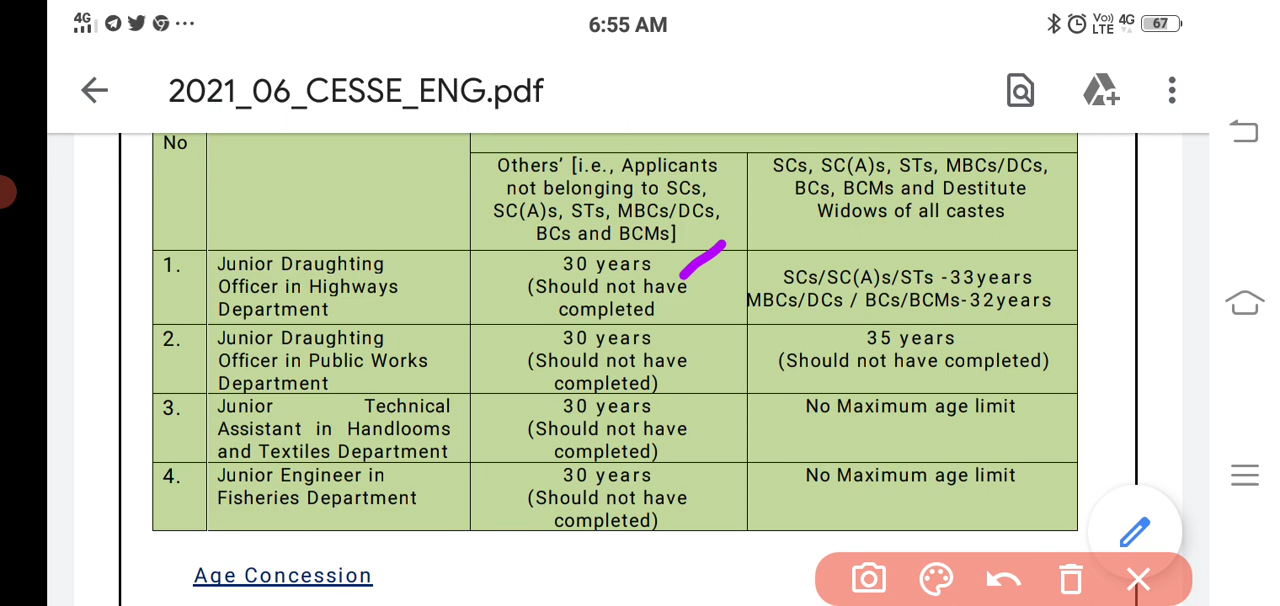 4G
6:55 AM
Vo) LTE 4G 67
2021_06_CESSE_ENG.pdf
No
Others' [i.e., Applicants
not belonging to SCs,
SC(A)s, STs, MBCs/DCs,
BCs and BCMs]
SCs, SC(A)s, STs, MBCs/DCs,
BCs, BCMs and Destitute
Widows of all castes
1.
Junior Draughting
Officer in Highways
Department
30 years
(Should not have
completed
SCs/SC(A)s/STs -33years
MBCs/DCs / BCs/BCMs-32years
2.
Junior Draughting
Officer in Public Works
Department
30 years
(Should not have
completed)
35 years
(Should not have completed)
3.
Junior Technical
Assistant in Handlooms
and Textiles Department
30 years
(Should not have
completed)
No Maximum age limit
4.
Junior Engineer in
Fisheries Department
30 years
(Should not have
completed)
No Maximum age limit
Age Concession